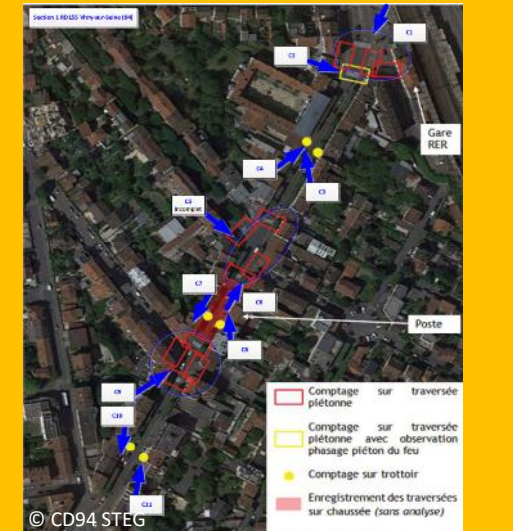 Section 1 RD155 Vitry-sur-Seine (94)
C1
C2
Gare
RER
C4
C3
C5
incomplet
C7
C6
Poste
C8
C9
C10
C11
Comptage sur traversée
piétonne
Comptage sur traversée
piétonne avec observation
phasage piéton du feu
Comptage sur trottoir
Enregistrement des traversées
sur chaussée (sans analyse)
© CD94 STEG